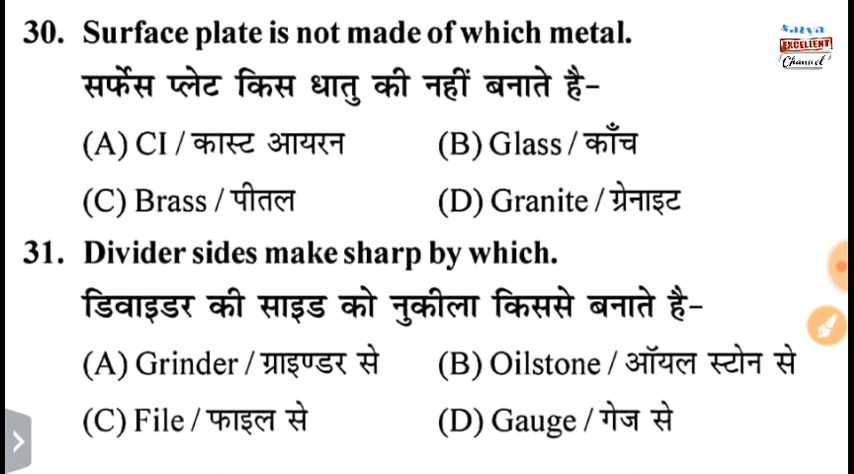 30. Surface plate is not made of which metal.
Satya
EXCELLENT
Channel
सर्फेस प्लेट किस धातु की नहीं बनाते है-
(A) CI / कास्ट आयरन (B) Glass / काँच
(C) Brass / पीतल (D) Granite / ग्रेनाइट
31. Divider sides make sharp by which.
डिवाइडर की साइड को नुकीला किससे बनाते है-
(A) Grinder / ग्राइण्डर से (B) Oilstone / ऑयल स्टोन से
(C) File / फाइल से (D) Gauge / गेज से